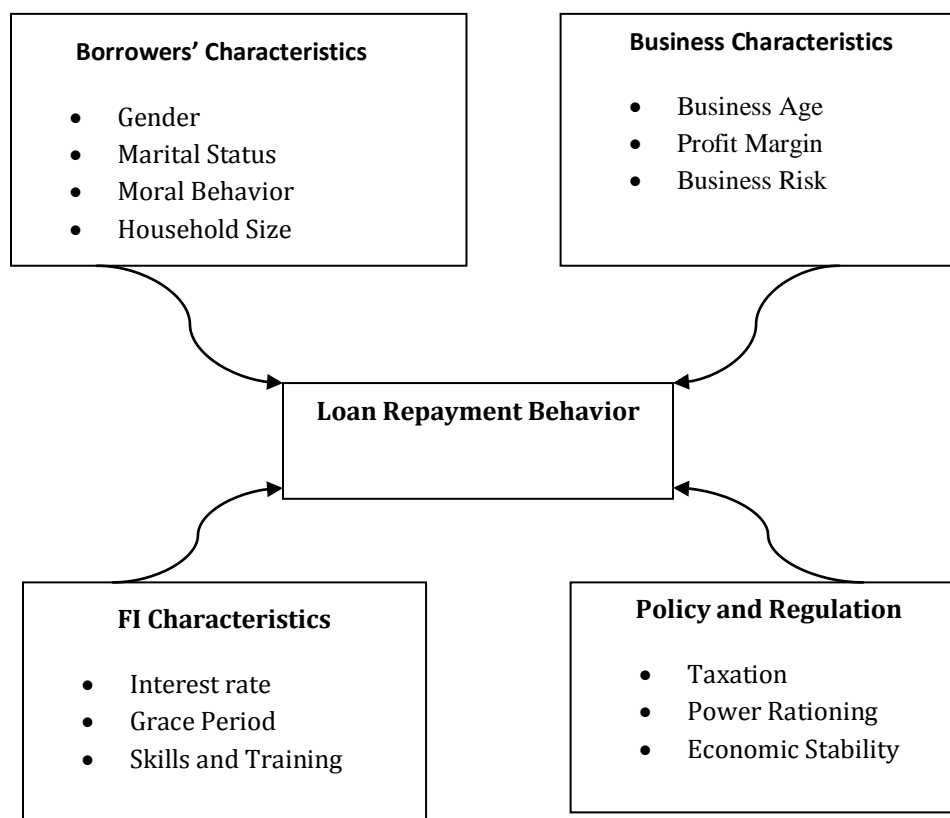 Borrowers’ Characteristics
• Gender
• Marital Status
• Moral Behavior
• Household Size
Business Characteristics
• Business Age
• Profit Margin
• Business Risk
Loan Repayment Behavior
FI Characteristics
• Interest rate
• Grace Period
• Skills and Training
Policy and Regulation
• Taxation
• Power Rationing
• Economic Stability